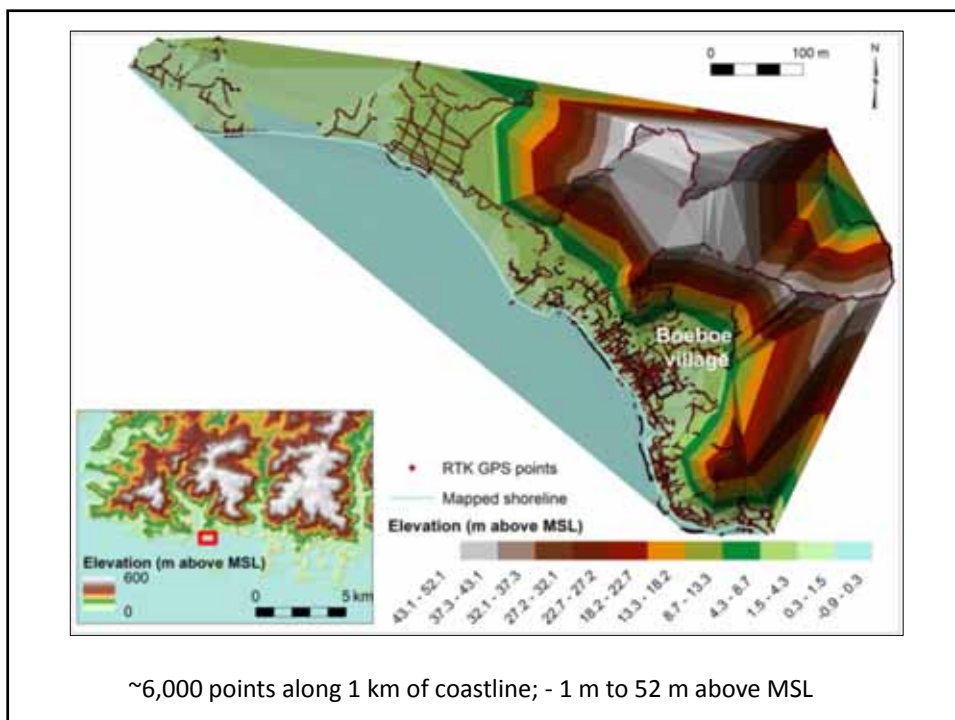 0 100 m
N
Boeboe
village
RTK GPS points
Mapped shoreline
Elevation (m above MSL)
43.1 - 52.1
37.3 - 43.1
32.1 - 37.3
27.2 - 32.1
22.7 - 27.2
18.2 - 22.7
13.3 - 18.2
8.7 - 13.3
4.3 - 8.7
1.5 - 4.3
0.3 - 1.5
-0.9 - 0.3
Elevation (m above MSL)
600
0
0 5 km
~6,000 points along 1 km of coastline; - 1 m to 52 m above MSL